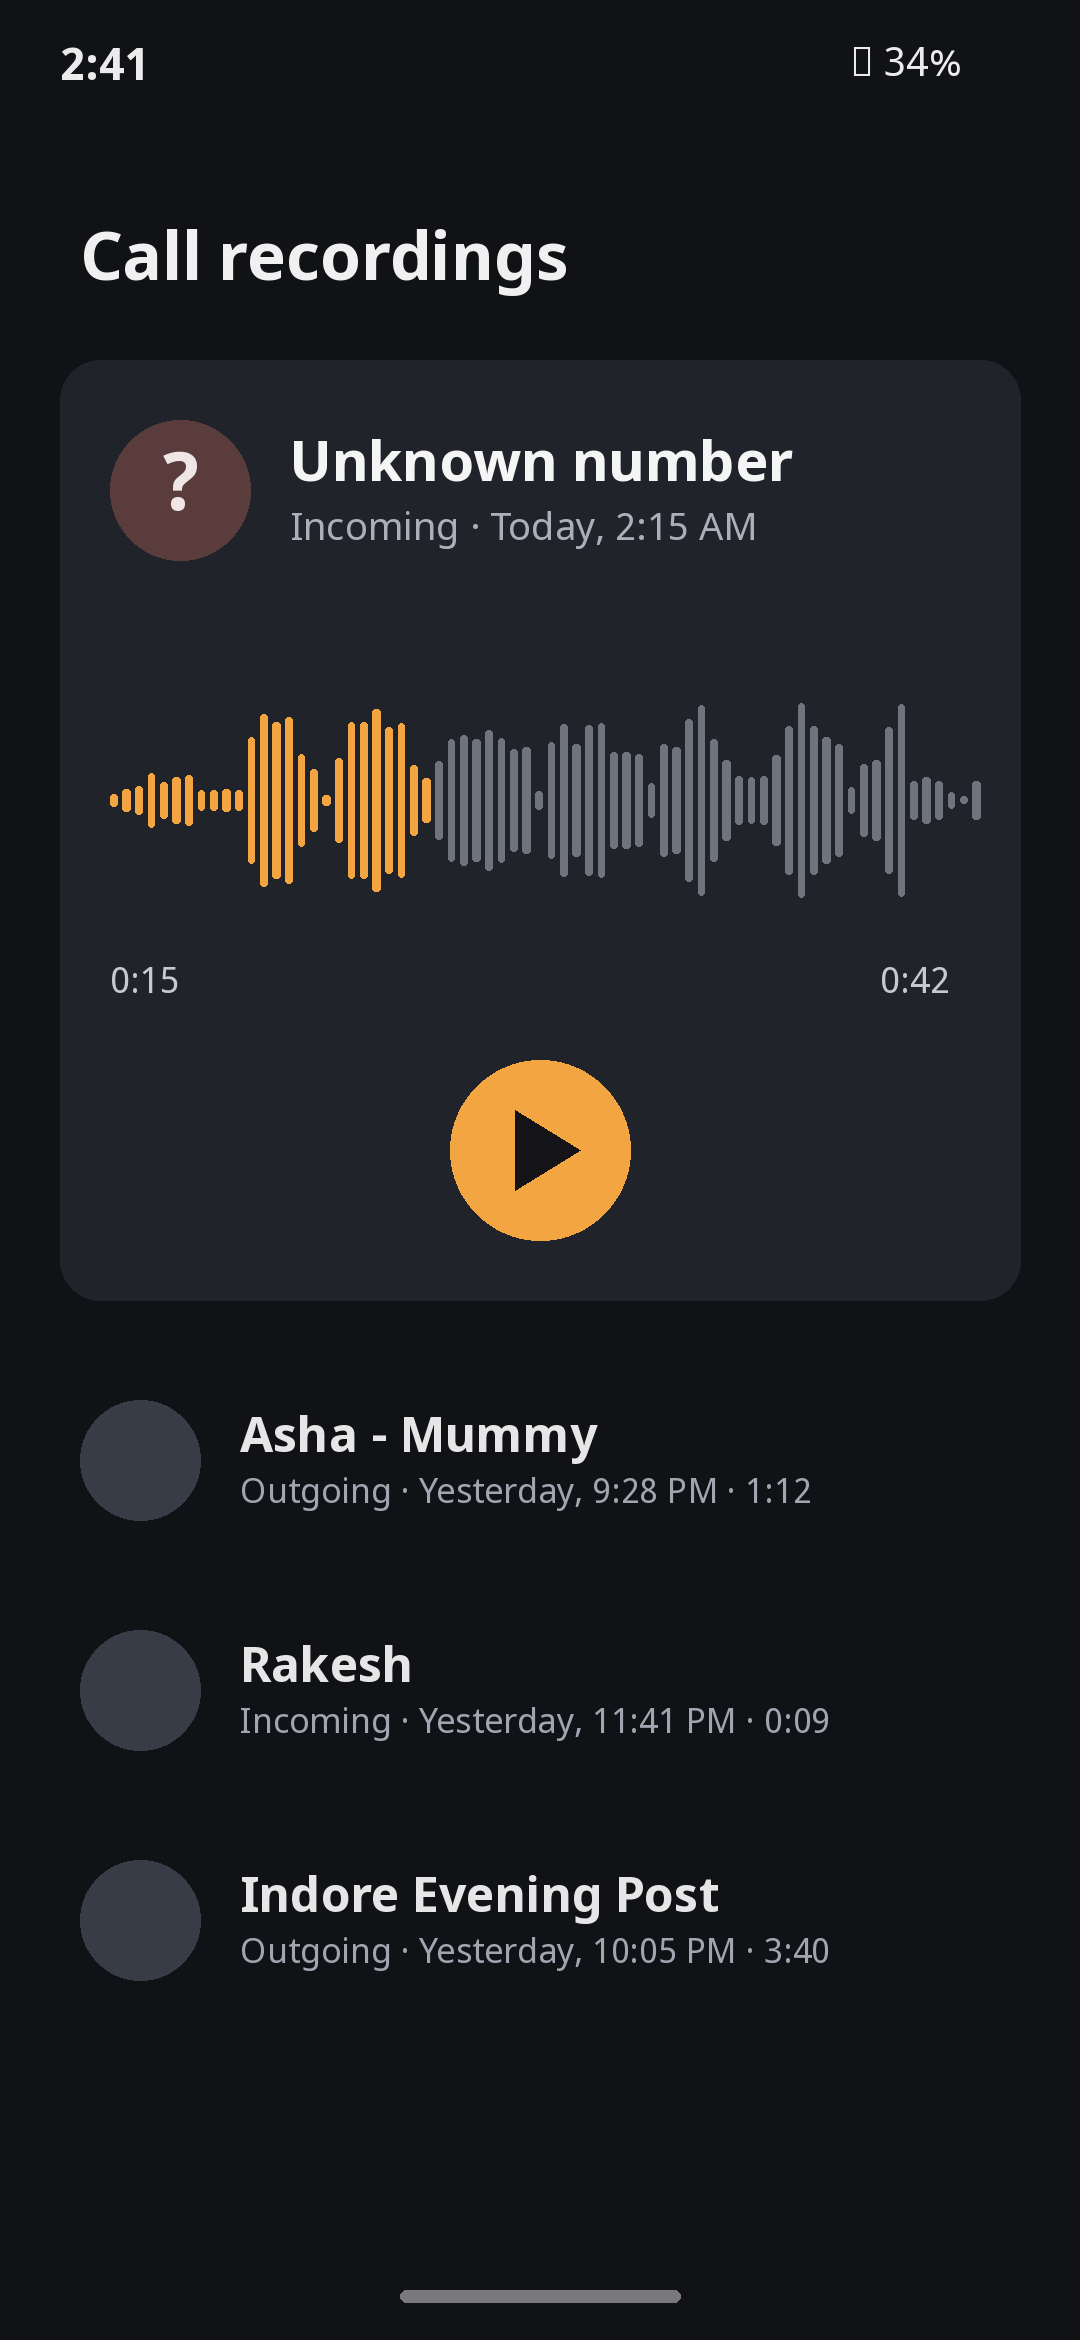 2:41
34%
Call recordings
?
Unknown number
Incoming · Today, 2:15 AM
0:15
0:42
Asha - Mummy
Outgoing · Yesterday, 9:28 PM · 1:12
Rakesh
Incoming · Yesterday, 11:41 PM · 0:09
Indore Evening Post
Outgoing · Yesterday, 10:05 PM · 3:40